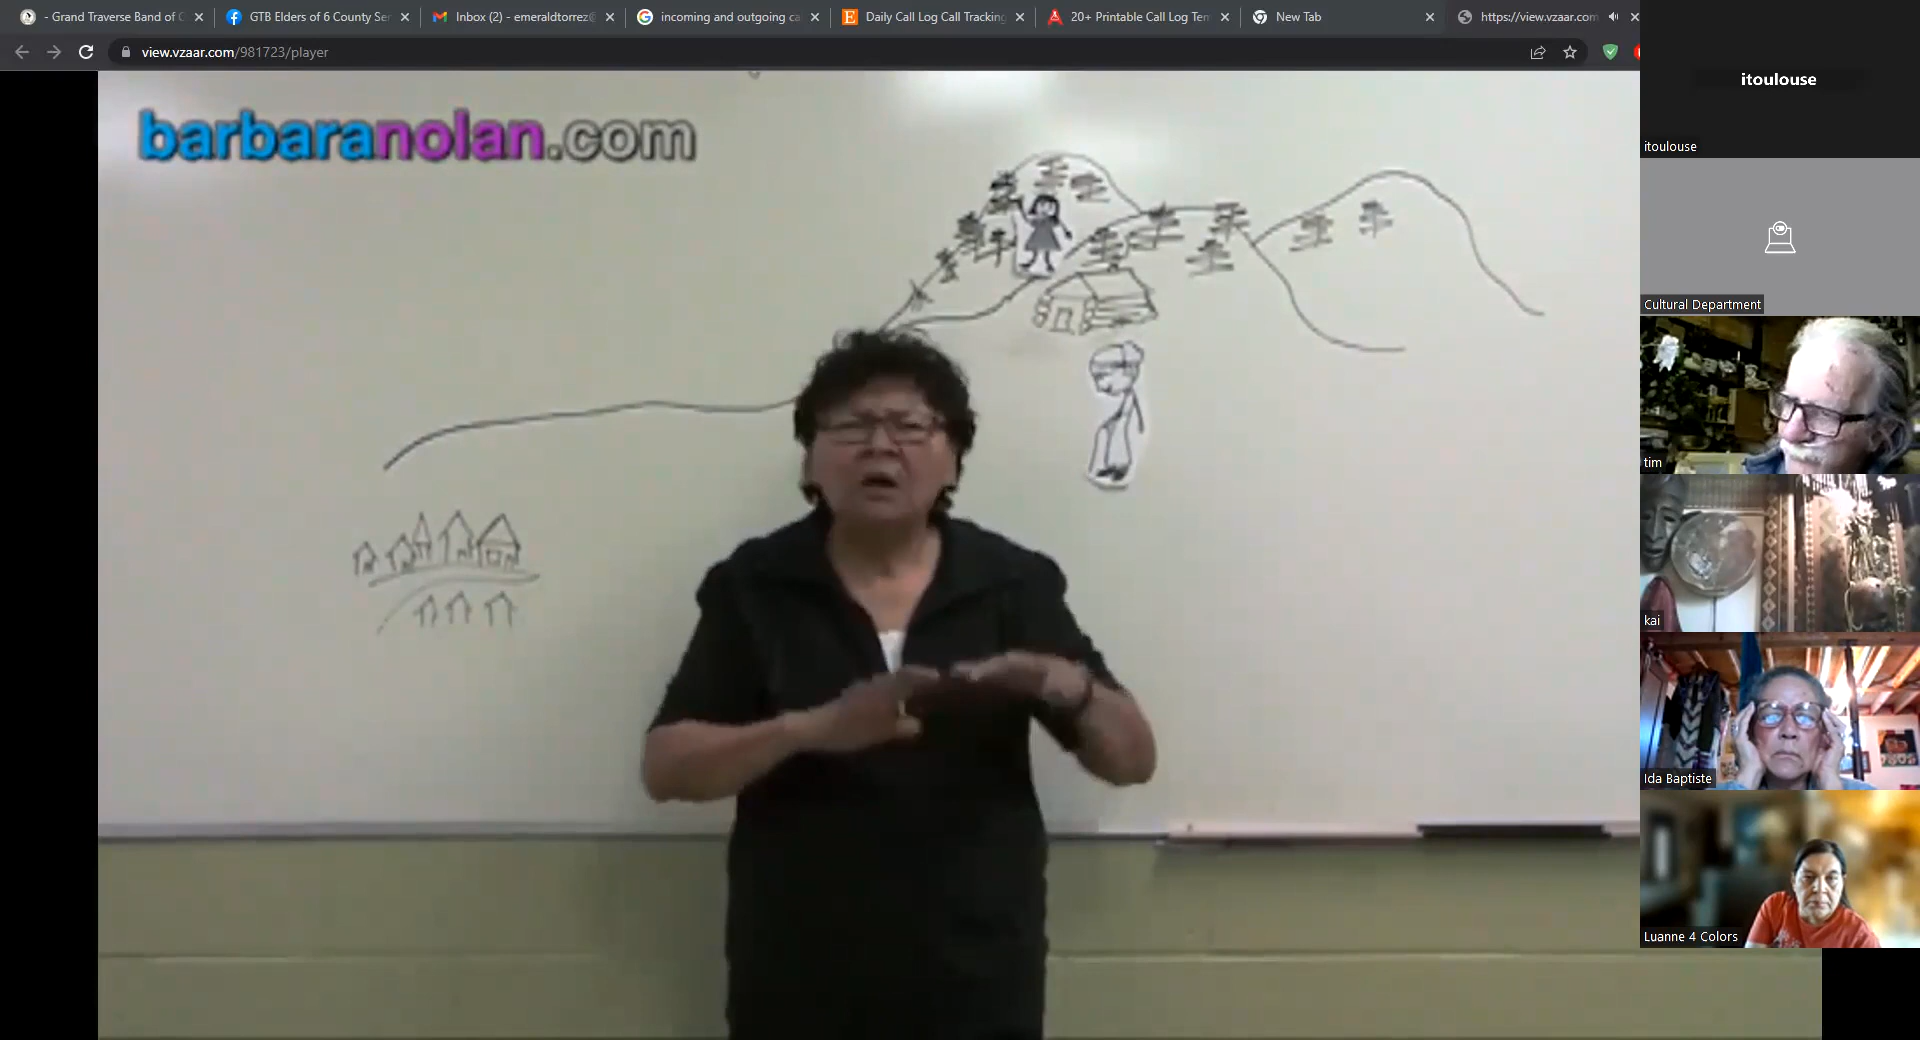 - Grand Traverse Band of O
GTB Elders of 6 County Ser
Inbox (2) - emeraldtorrez@
incoming and outgoing ca
Daily Call Log Call Tracking
20+ Printable Call Log Tem
New Tab
https://view.vzaar.com
view.vzaar.com/981723/player
barbaranolan.com
itoulouse
itoulouse
Cultural Department
tim
kai
Ida Baptiste
Luanne 4 Colors